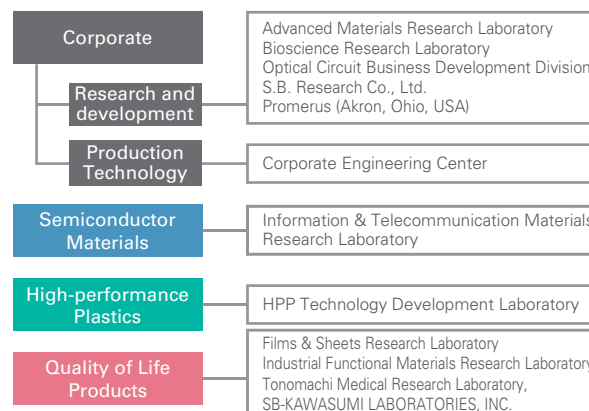 Corporate
Advanced Materials Research Laboratory
Bioscience Research Laboratory
Optical Circuit Business Development Division
S.B. Research Co., Ltd.
Promerus (Akron, Ohio, USA)
Research and
development
Production
Technology
Corporate Engineering Center
Semiconductor
Materials
Information & Telecommunication Materials
Research Laboratory
High-performance
Plastics
HPP Technology Development Laboratory
Quality of Life
Products
Films & Sheets Research Laboratory
Industrial Functional Materials Research Laboratory
Tonomachi Medical Research Laboratory,
SB-KAWASUMI LABORATORIES, INC.